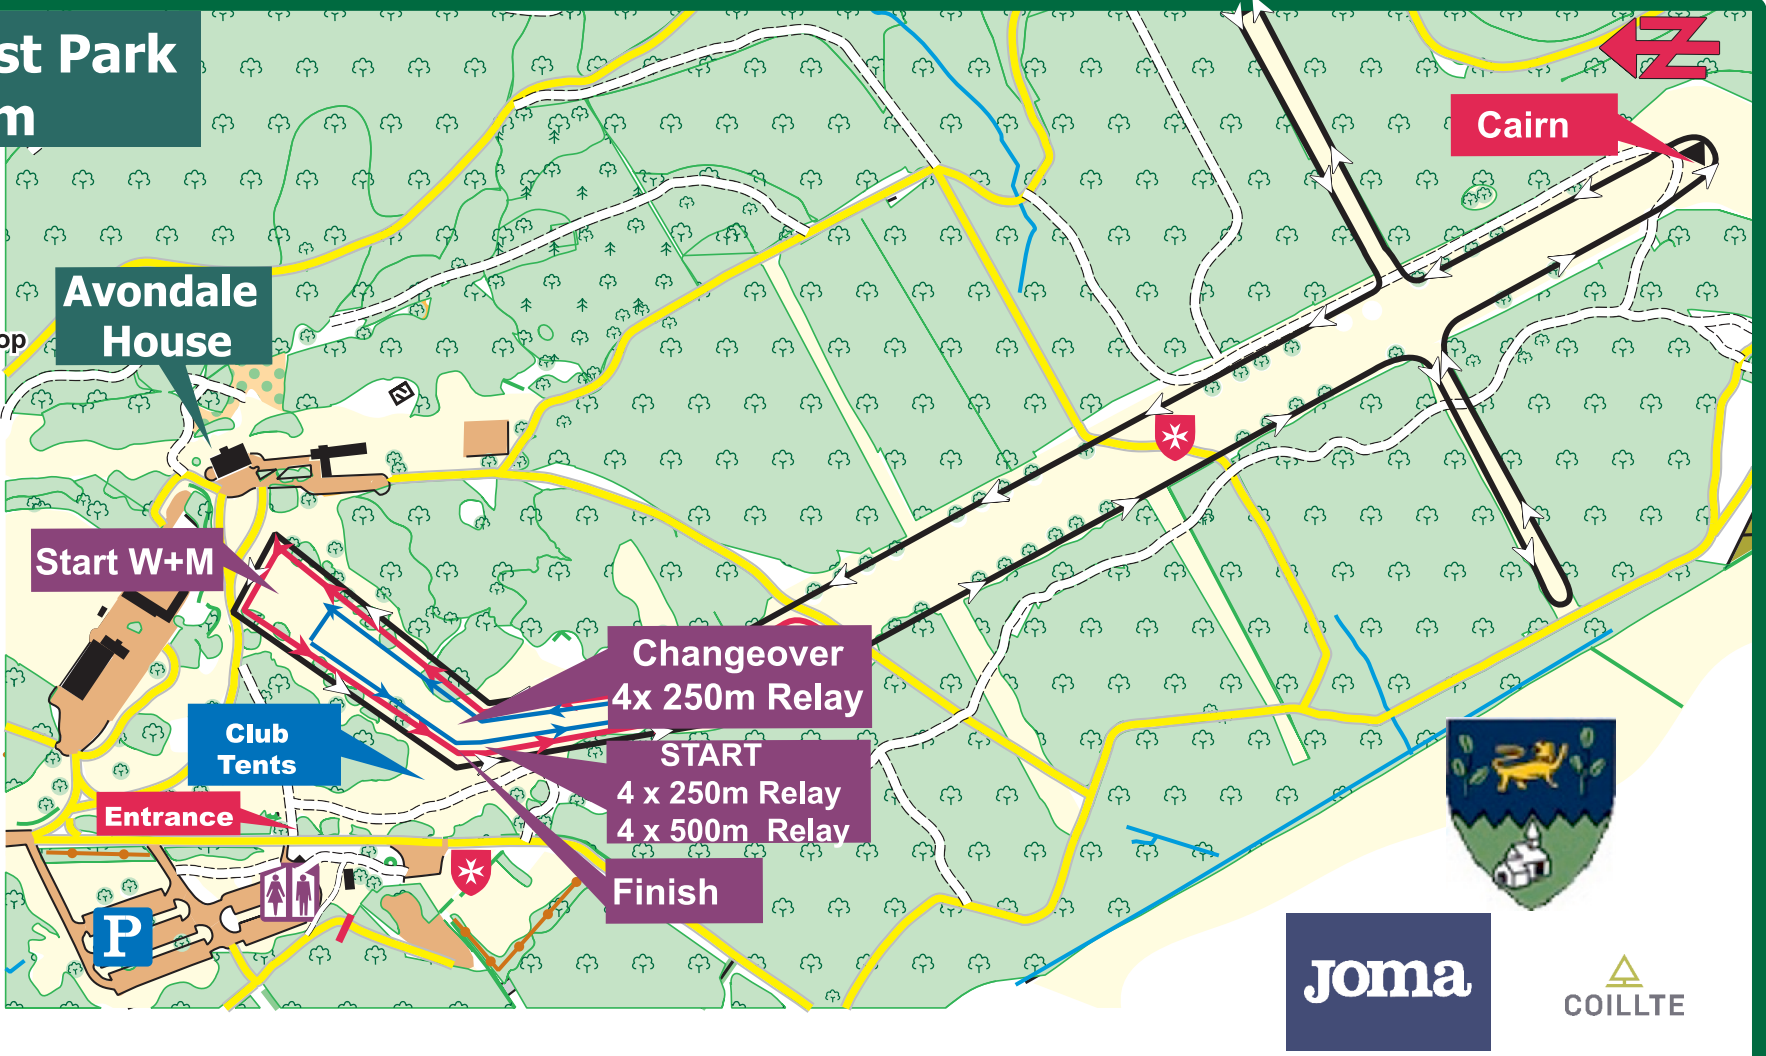 st Park
m
Cairn
Avondale
House
op
Start W+M
Changeover
4x 250m Relay
Club
Tents
START
4 x 250m Relay
4 x 500m Relay
Entrance
Finish
P
Joma
COILLTE